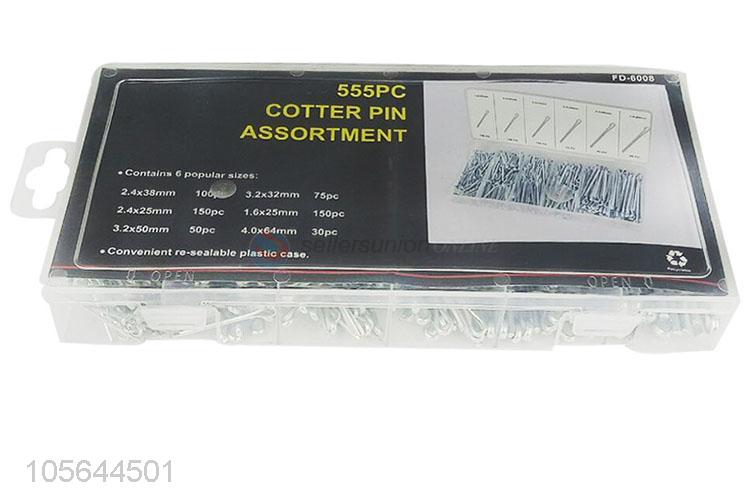 FD-6008
555PC
COTTER PIN
ASSORTMENT
• Contains 6 popular sizes:
2.4x38mm 100pc 3.2x32mm 75pc
2.4x25mm 150pc 1.6x25mm 150pc
3.2x50mm 50pc 4.0x64mm 30pc
• Convenient re-sealable plastic case.
sellersunion
OPEN OPEN
105644501